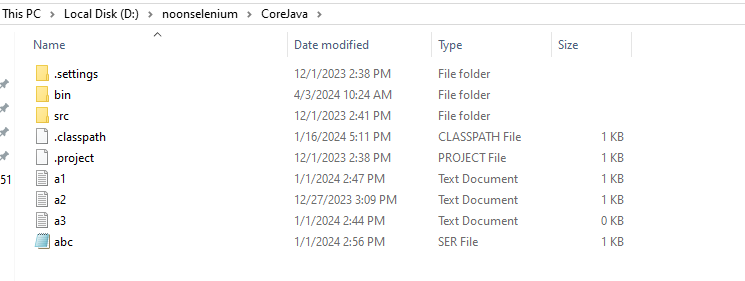 This PC > Local Disk (D:) > noonselenium > CoreJava >
Name Date modified Type Size
.settings 12/1/2023 2:38 PM File folder
bin 4/3/2024 10:24 AM File folder
src 12/1/2023 2:41 PM File folder
.classpath 1/16/2024 5:11 PM CLASSPATH File 1 KB
.project 12/1/2023 2:38 PM PROJECT File 1 KB
51 a1 1/1/2024 2:47 PM Text Document 1 KB
a2 12/27/2023 3:09 PM Text Document 1 KB
a3 1/1/2024 2:44 PM Text Document 0 KB
abc 1/1/2024 2:56 PM SER File 1 KB